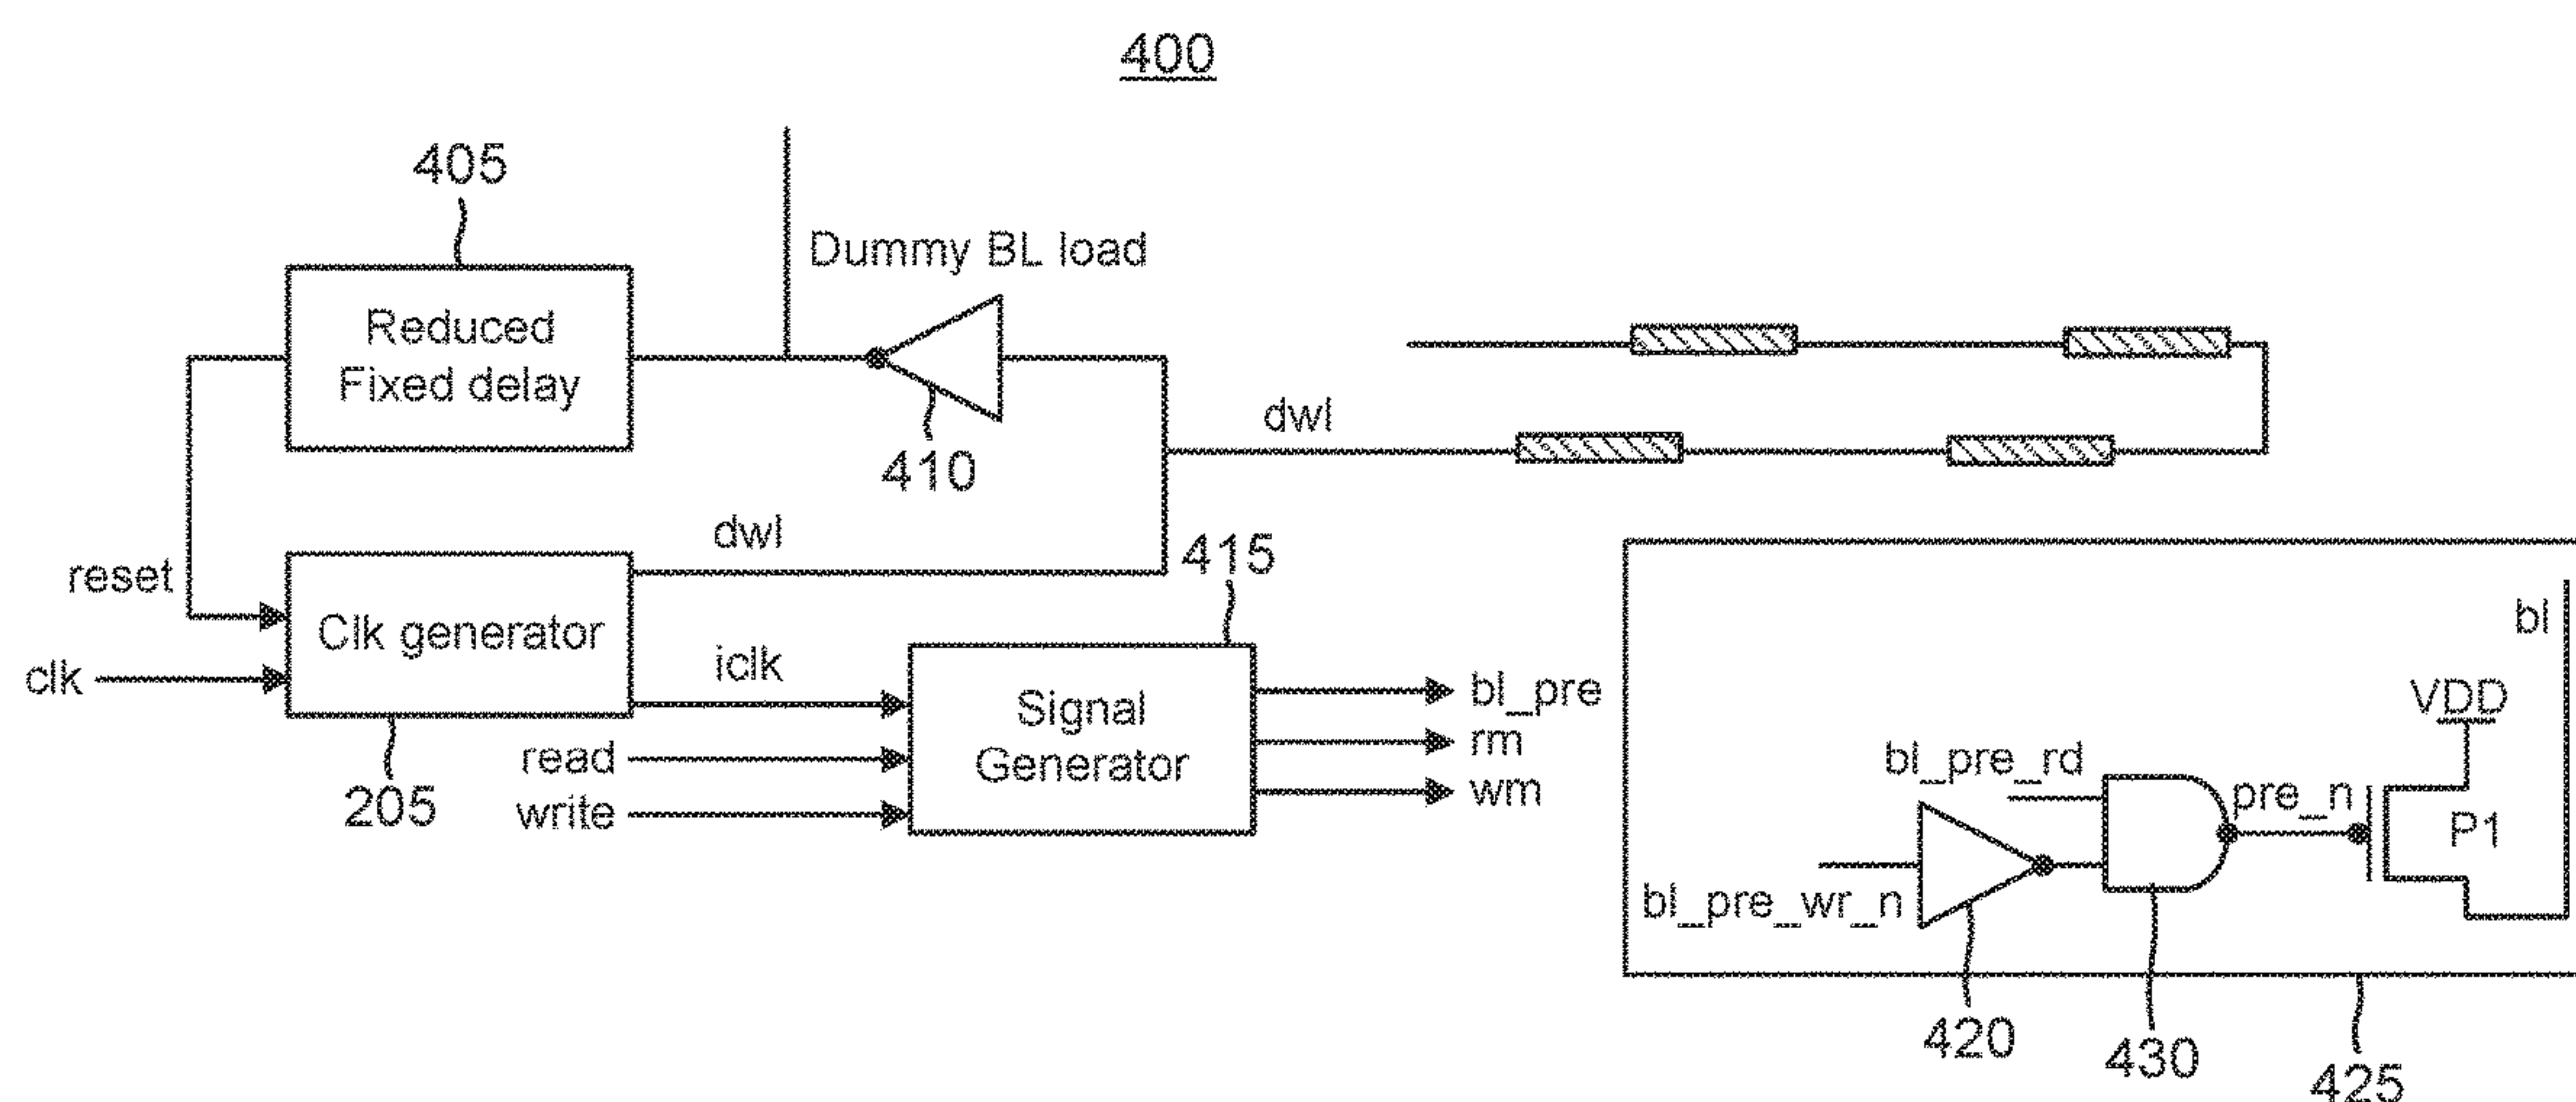 400
405
Dummy BL load
Reduced
Fixed delay
410
dwl
dwl
415
reset
Clk generator
clk
iclk
205
read
write
Signal
Generator
bl_pre
rm
wm
bl
VDD
bl_pre_rd
pre_n
P1
bl_pre_wr_n
420
430
425